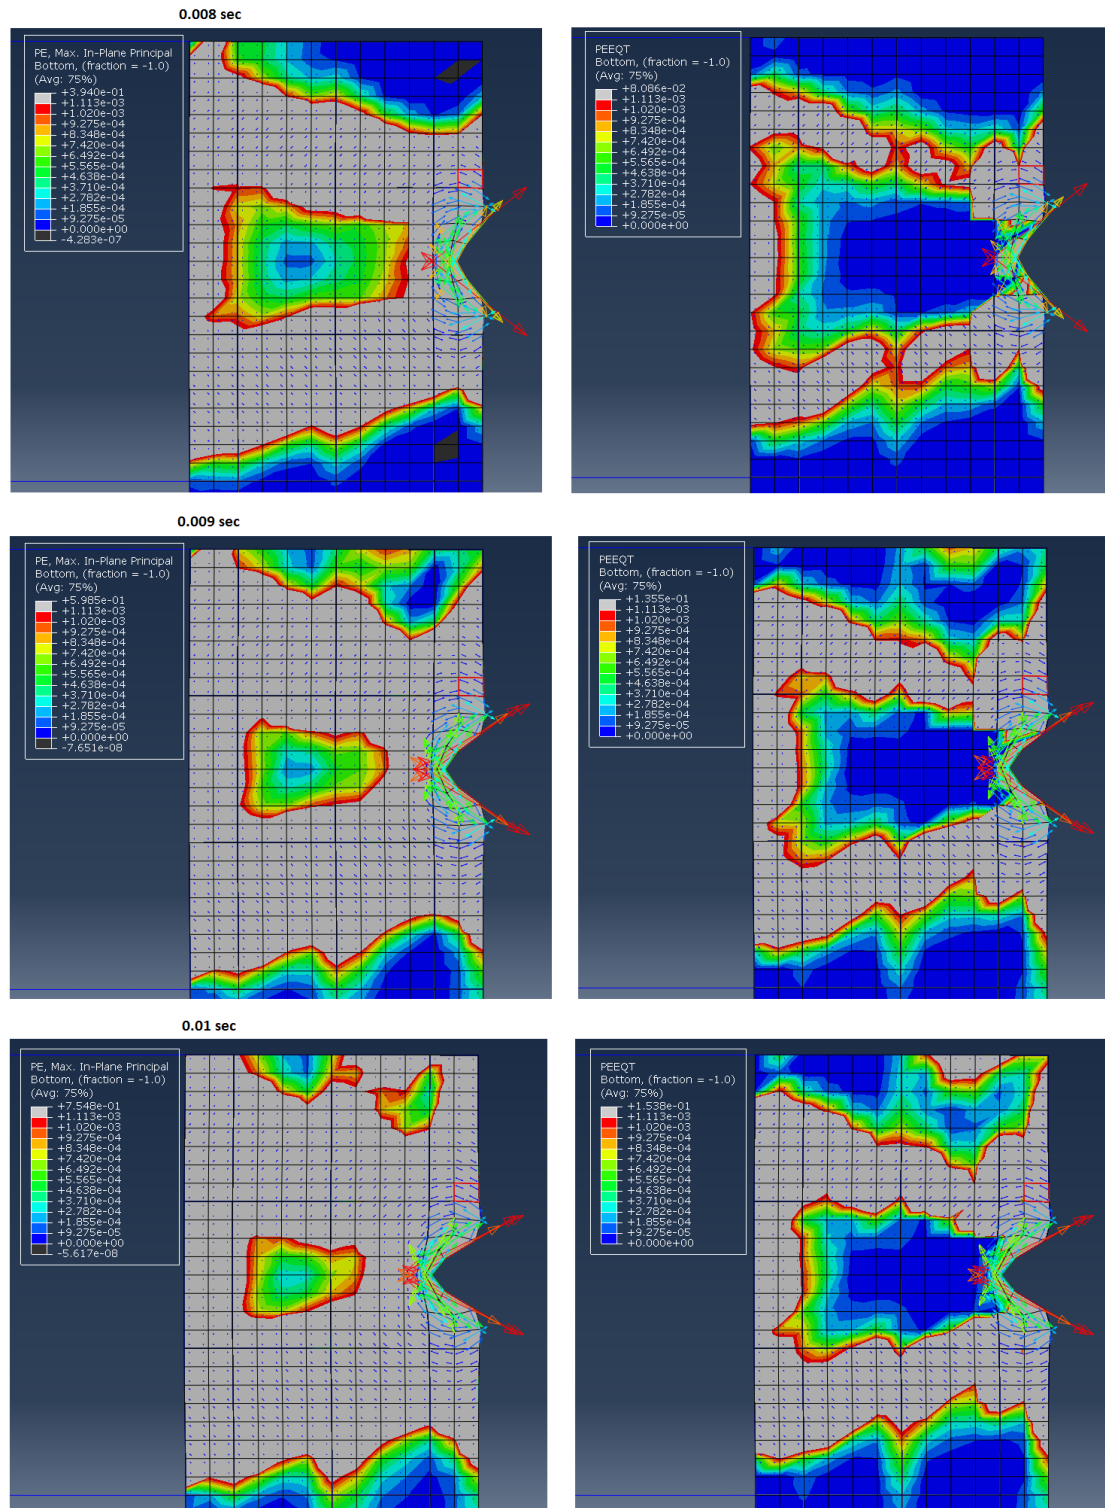 0.008 sec
PE, Max. In-Plane Principal
Bottom, (fraction = -1.0)
(Avg: 75%)
+3.940e-01
+1.113e-03
+1.020e-03
+9.275e-04
+8.348e-04
+7.420e-04
+6.492e-04
+5.565e-04
+4.638e-04
+3.710e-04
+2.782e-04
+1.855e-04
+9.275e-05
+0.000e+00
-4.283e-07
PEEQT
Bottom, (fraction = -1.0)
(Avg: 75%)
+8.086e-02
+1.113e-03
+1.020e-03
+9.275e-04
+8.348e-04
+7.420e-04
+6.492e-04
+5.565e-04
+4.638e-04
+3.710e-04
+2.782e-04
+1.855e-04
+9.275e-05
+0.000e+00
0.009 sec
PE, Max. In-Plane Principal
Bottom, (fraction = -1.0)
(Avg: 75%)
+5.985e-01
+1.113e-03
+1.020e-03
+9.275e-04
+8.348e-04
+7.420e-04
+6.492e-04
+5.565e-04
+4.638e-04
+3.710e-04
+2.782e-04
+1.855e-04
+9.275e-05
+0.000e+00
-7.651e-08
PEEQT
Bottom, (fraction = -1.0)
(Avg: 75%)
+1.355e-01
+1.113e-03
+1.020e-03
+9.275e-04
+8.348e-04
+7.420e-04
+6.492e-04
+5.565e-04
+4.638e-04
+3.710e-04
+2.782e-04
+1.855e-04
+9.275e-05
+0.000e+00
0.01 sec
PE, Max. In-Plane Principal
Bottom, (fraction = -1.0)
(Avg: 75%)
+7.548e-01
+1.113e-03
+1.020e-03
+9.275e-04
+8.348e-04
+7.420e-04
+6.492e-04
+5.565e-04
+4.638e-04
+3.710e-04
+2.782e-04
+1.855e-04
+9.275e-05
+0.000e+00
-5.617e-08
PEEQT
Bottom, (fraction = -1.0)
(Avg: 75%)
+1.538e-01
+1.113e-03
+1.020e-03
+9.275e-04
+8.348e-04
+7.420e-04
+6.492e-04
+5.565e-04
+4.638e-04
+3.710e-04
+2.782e-04
+1.855e-04
+9.275e-05
+0.000e+00